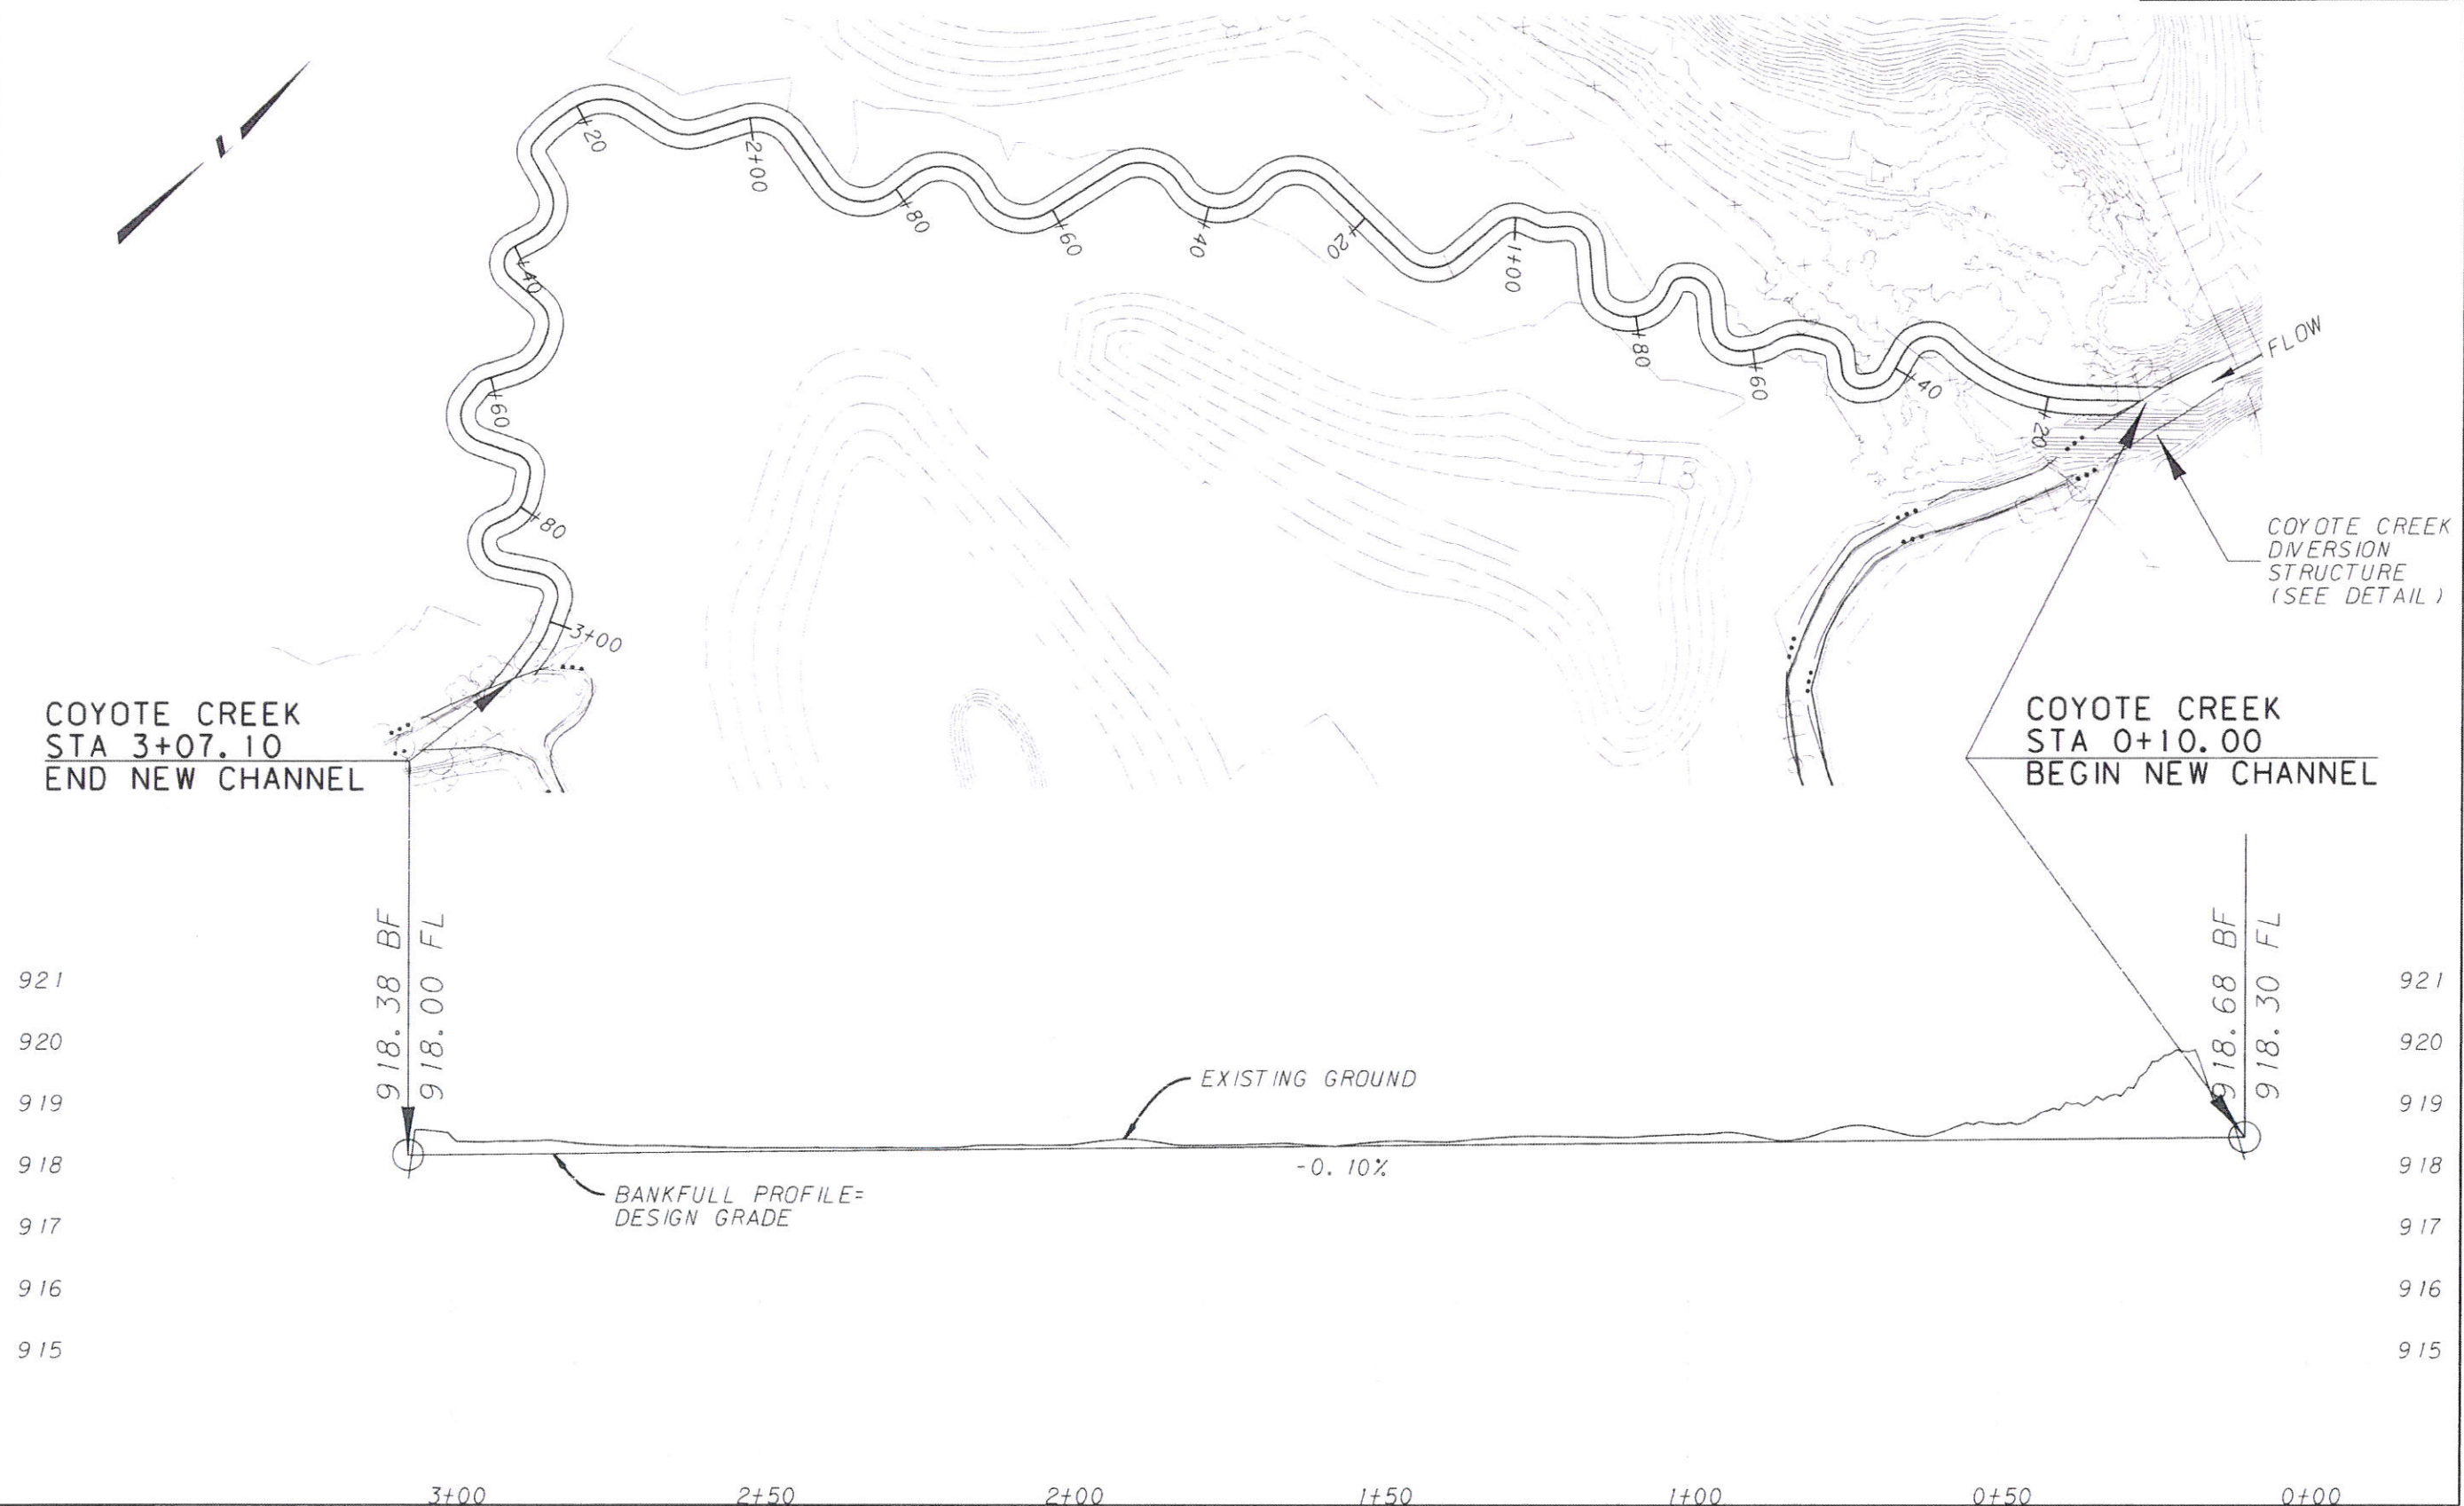 +20
2+00
+80
+60
+40
+20
1+00
+80
+60
+40
+20
FLOW
+40
+60
+80
3+00
COYOTE CREEK
DIVERSION
STRUCTURE
(SEE DETAIL)
COYOTE CREEK
STA 3+07.10
END NEW CHANNEL
COYOTE CREEK
STA 0+10.00
BEGIN NEW CHANNEL
918.38 BF
918.00 FL
918.68 BF
918.30 FL
921
920
919
918
917
916
915
921
920
919
918
917
916
915
EXISTING GROUND
-0.10%
BANKFULL PROFILE=
DESIGN GRADE
3+00
2+50
2+00
1+50
1+00
0+50
0+00